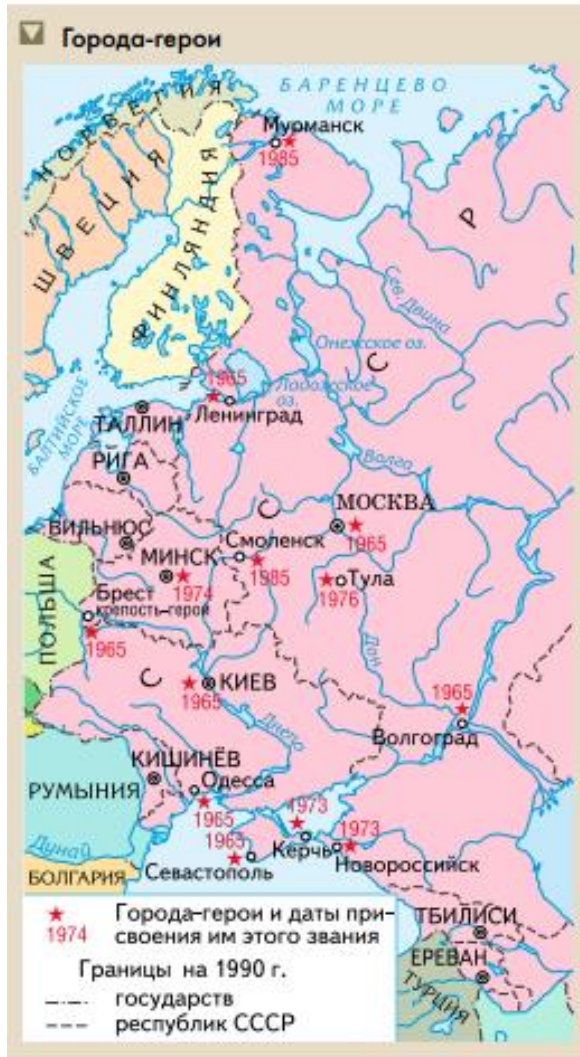 Города-герои
БАРЕНЦЕВО
МОРЕ
НОРВЕГИЯ
Мурманск
1985
ШВЕЦИЯ
ФИНЛЯНДИЯ
Р
Сев. Двина
Онежское оз.
С
1965
Ладожское
оз.
Ленинград
БАЛТИЙСКОЕ
МОРЕ
ТАЛЛИН
РИГА
Волга
С
МОСКВА
1965
ВИЛЬНЮС
Смоленск
1985
МИНСК
1974
Тула
1976
ПОЛЬША
Брест
крепость-герой
1965
Дон
С
КИЕВ
1965
Днепр
1965
Волгоград
КИШИНЁВ
Одесса
1965
РУМЫНИЯ
1973
Керчь
1973
Новороссийск
1965
Севастополь
Дунай
БОЛГАРИЯ
ТБИЛИСИ
ЕРЕВАН
ТУРЦИЯ
1974
Города-герои и даты при-
своения им этого звания
Границы на 1990 г.
государств
республик СССР